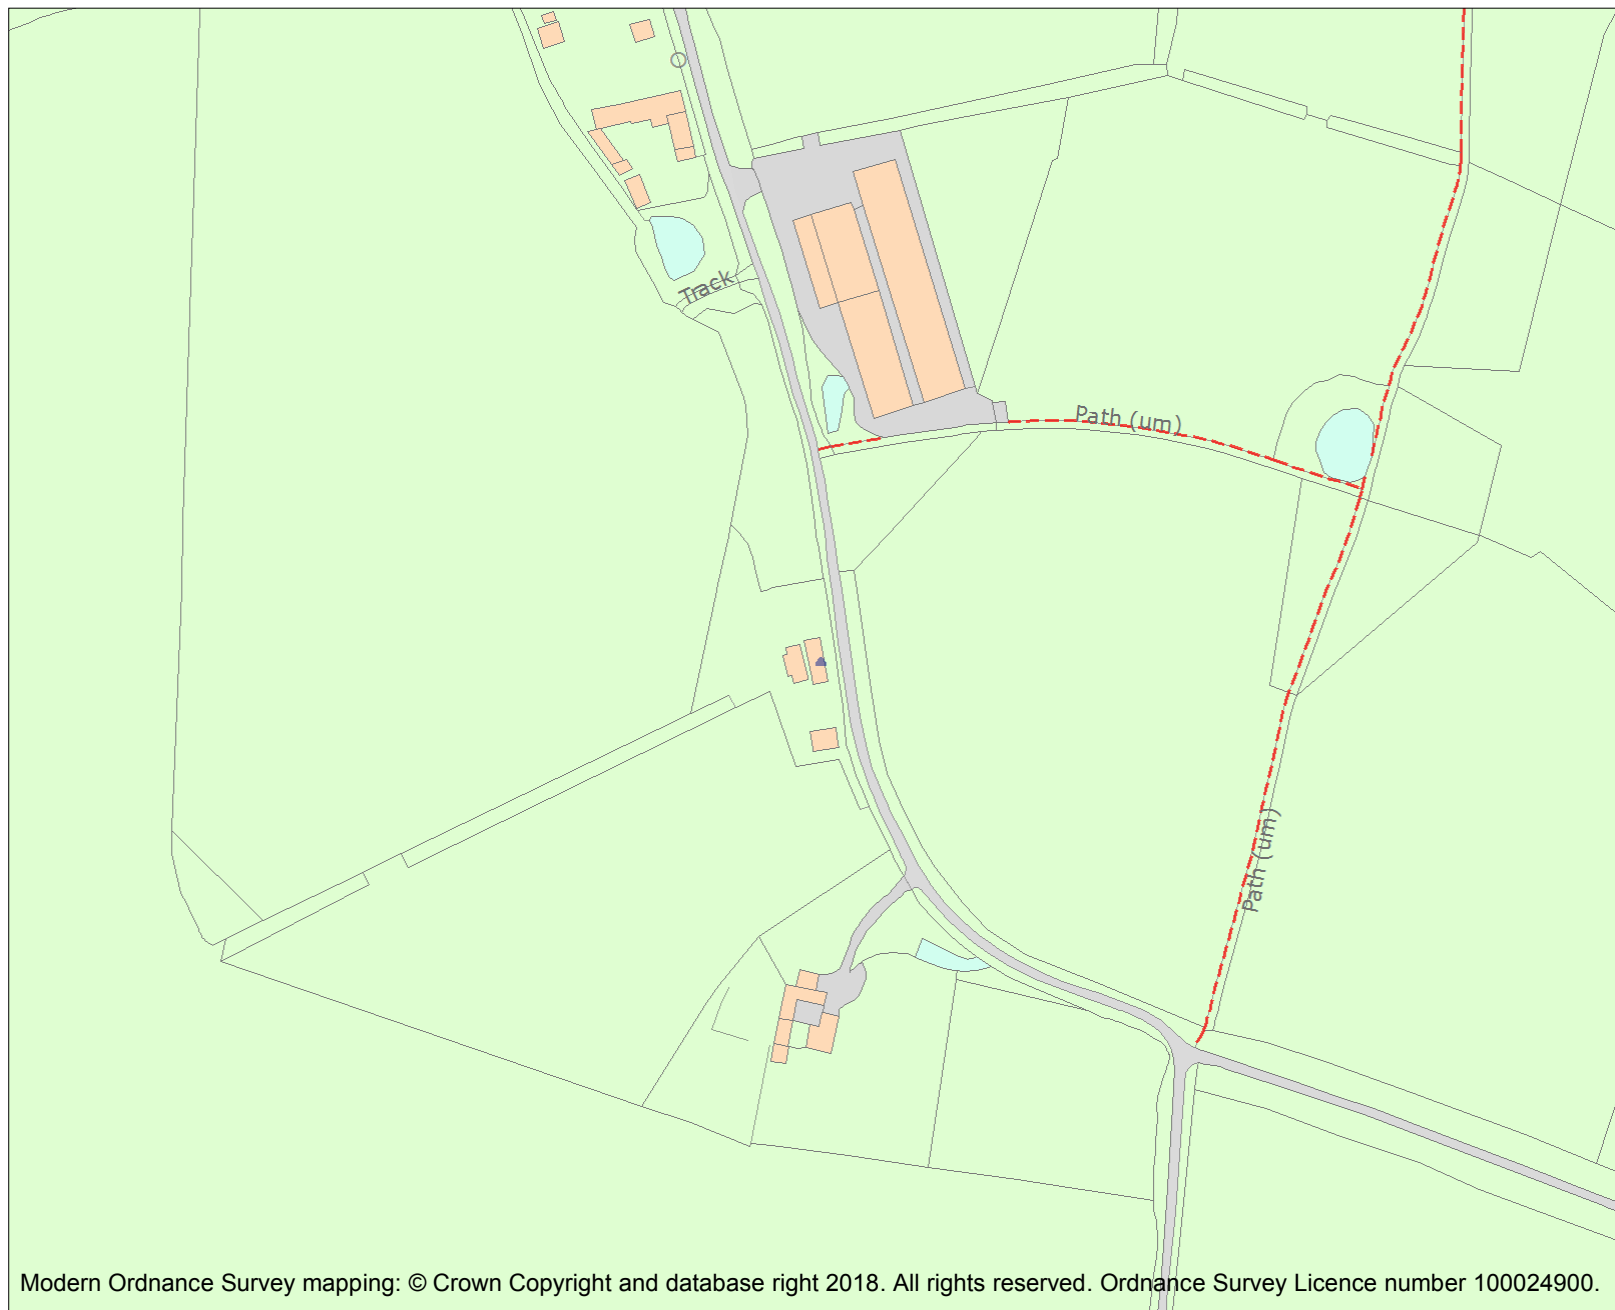 Track
Path (um)
Path (um)
Modern Ordnance Survey mapping: © Crown Copyright and database right 2018. All rights reserved. Ordnance Survey Licence number 100024900.